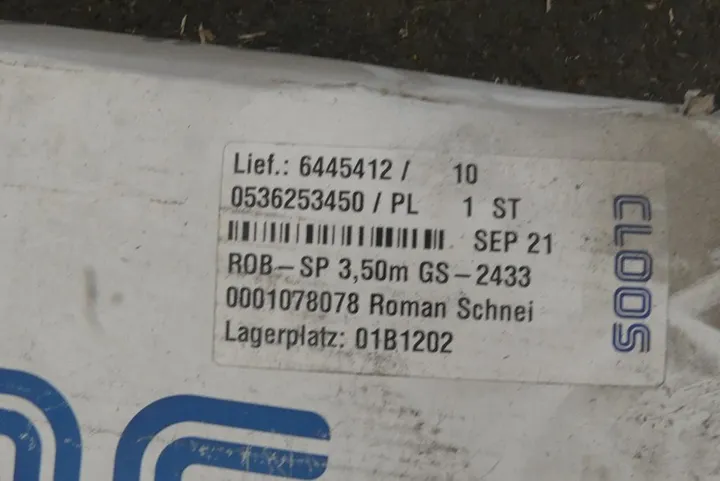 Lief.: 6445412 / 10
0536253450 / PL 1 ST
SEP 21
ROB-SP 3,50m GS-2433
0001078078 Roman Schnei
Lagerplatz: 01B1202
CLOOS